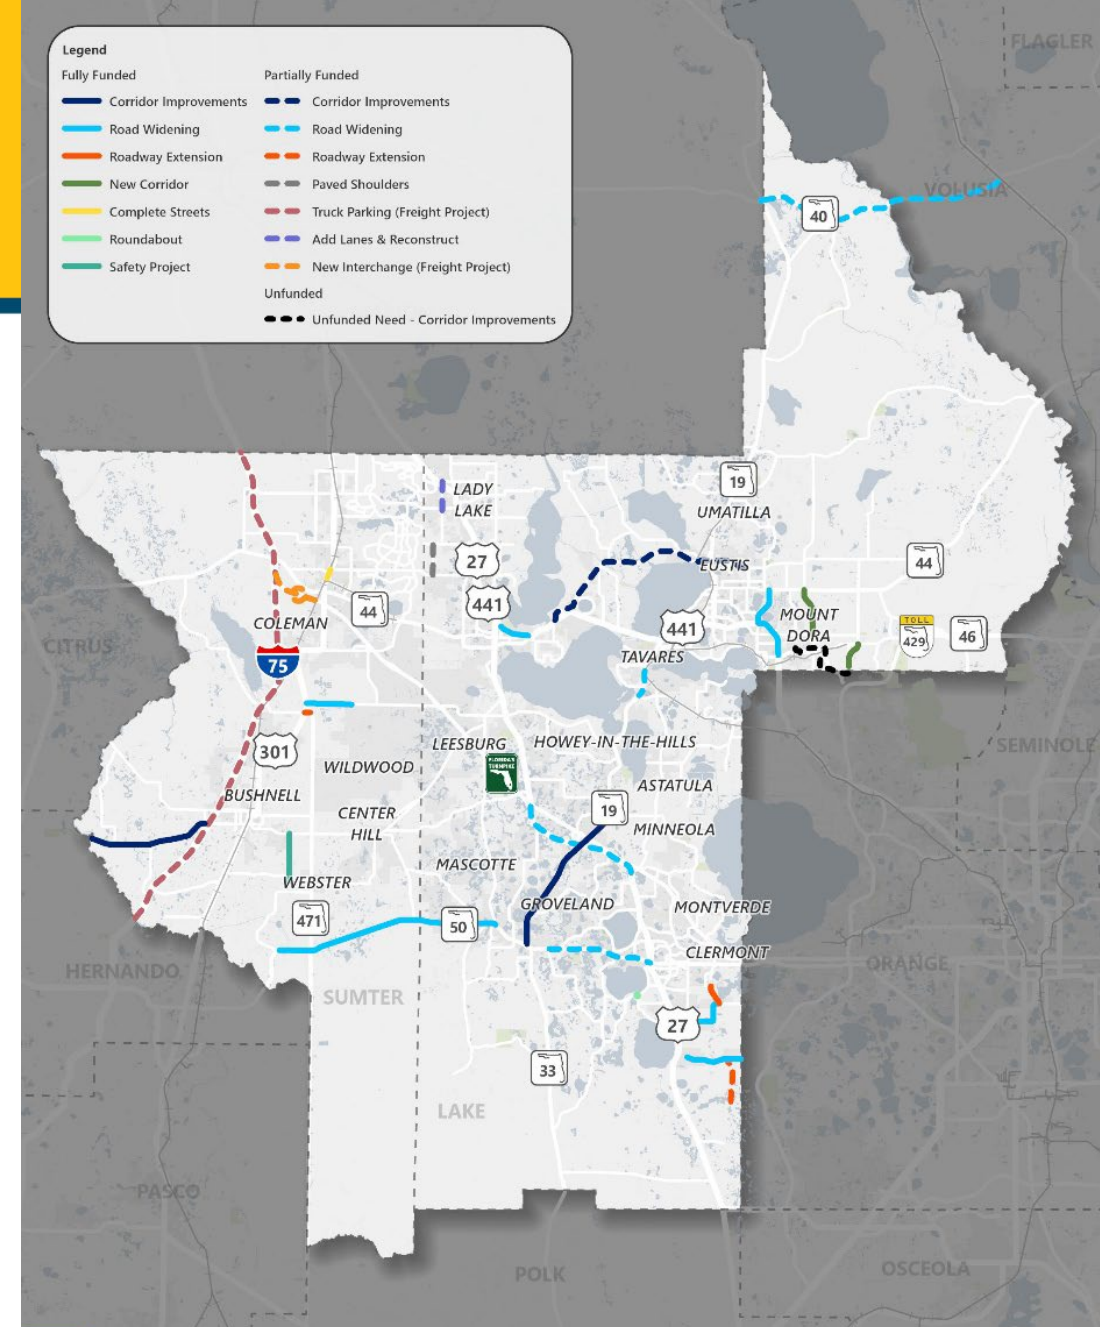 Legend
Fully Funded
Corridor Improvements
Road Widening
Roadway Extension
New Corridor
Complete Streets
Roundabout
Safety Project
Partially Funded
Corridor Improvements
Road Widening
Roadway Extension
Paved Shoulders
Truck Parking (Freight Project)
Add Lanes & Reconstruct
New Interchange (Freight Project)
Unfunded
Unfunded Need - Corridor Improvements
FLAGLER
VOLUSIA
40
LADY
LAKE
19
UMATILLA
27
EUSTIS
44
441
44
COLEMAN
MOUNT
DORA
441
TOLL
429
46
CITRUS
TAVARES
75
301
LEESBURG
HOWEY-IN-THE-HILLS
SEMINOLE
FLORIDA'S
TURNPIKE
WILDWOOD
ASTATULA
BUSHNELL
CENTER
HILL
19
MINNEOLA
MASCOTTE
WEBSTER
GROVELAND
MONTVERDE
471
50
CLERMONT
HERNANDO
ORANGE
SUMTER
27
33
LAKE
PASCO
POLK
OSCEOLA